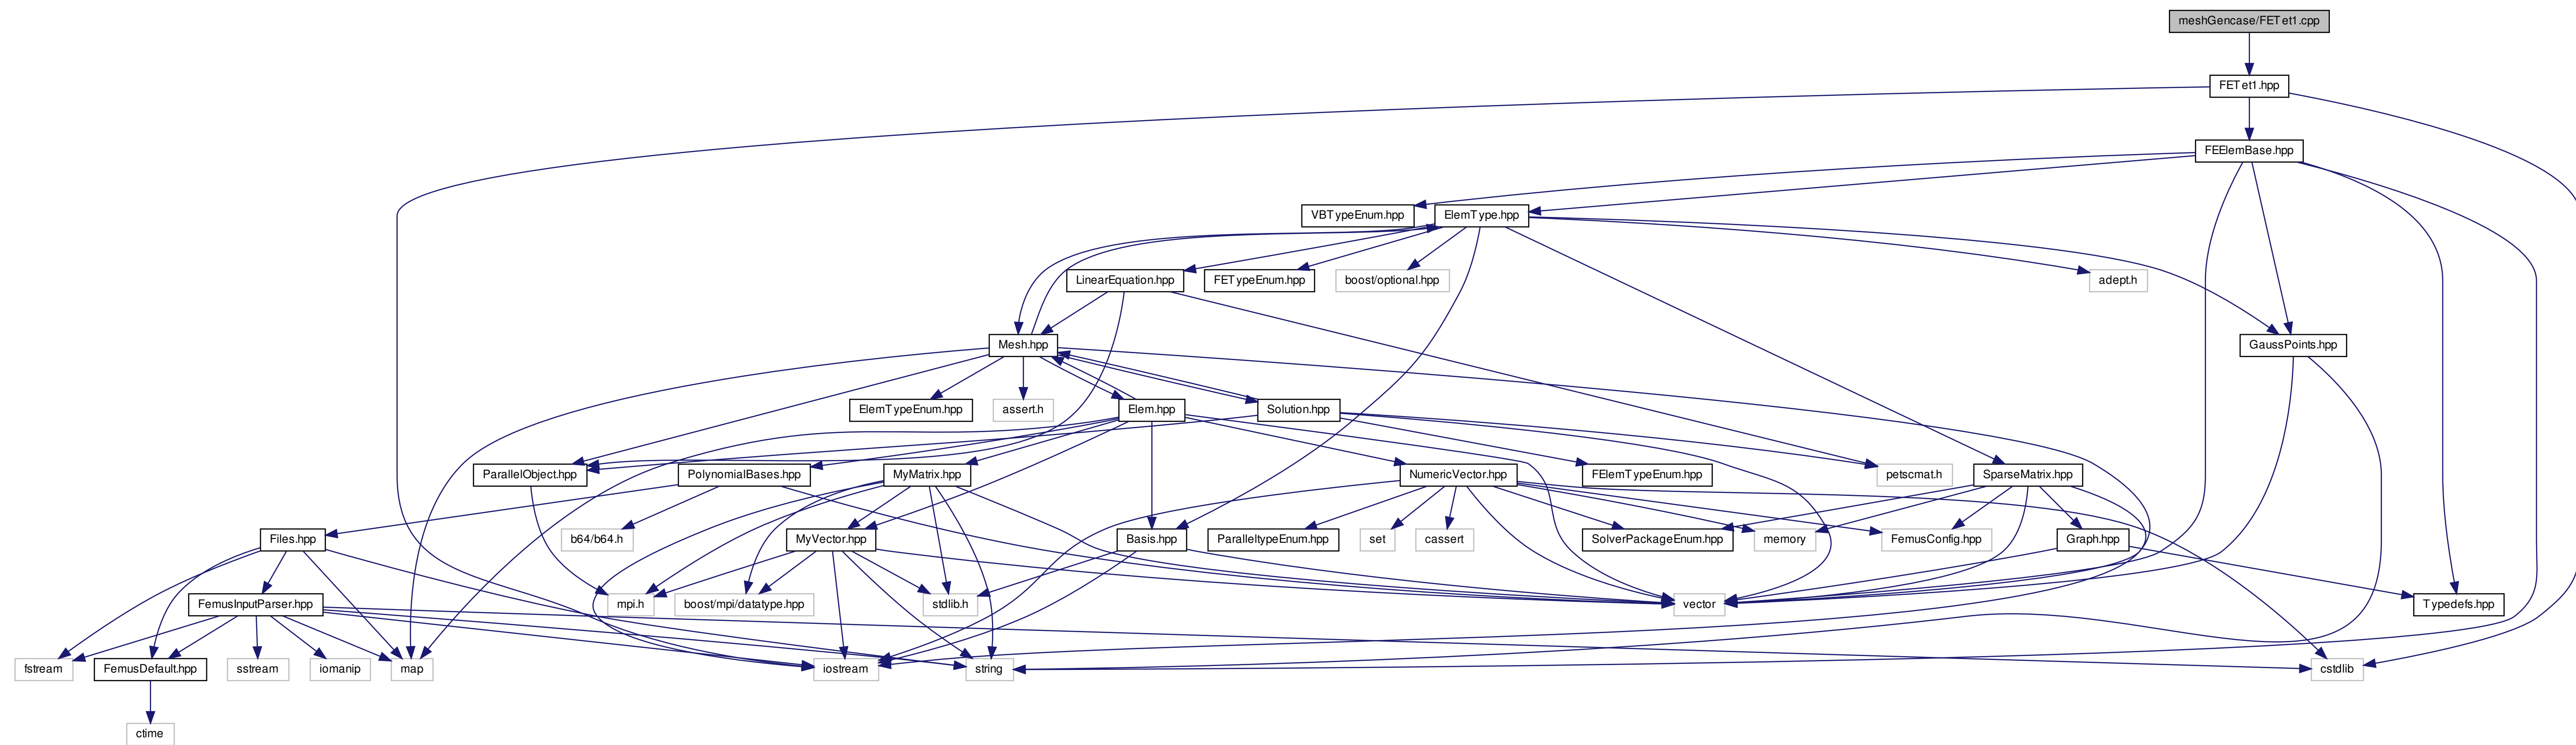 meshGencase/FETet1.cpp
FETet1.hpp
FEElemBase.hpp
VBTypeEnum.hpp
ElemType.hpp
LinearEquation.hpp
FETypeEnum.hpp
boost/optional.hpp
adept.h
Mesh.hpp
GaussPoints.hpp
ElemTypeEnum.hpp
assert.h
Elem.hpp
Solution.hpp
ParallelObject.hpp
PolynomialBases.hpp
MyMatrix.hpp
NumericVector.hpp
FElemTypeEnum.hpp
petscmat.h
SparseMatrix.hpp
Files.hpp
b64/b64.h
MyVector.hpp
Basis.hpp
ParalleltypeEnum.hpp
set
cassert
SolverPackageEnum.hpp
memory
FemusConfig.hpp
Graph.hpp
FemusInputParser.hpp
mpi.h
boost/mpi/datatype.hpp
stdlib.h
vector
Typedefs.hpp
fstream
FemusDefault.hpp
sstream
iomanip
map
iostream
string
cstdlib
ctime